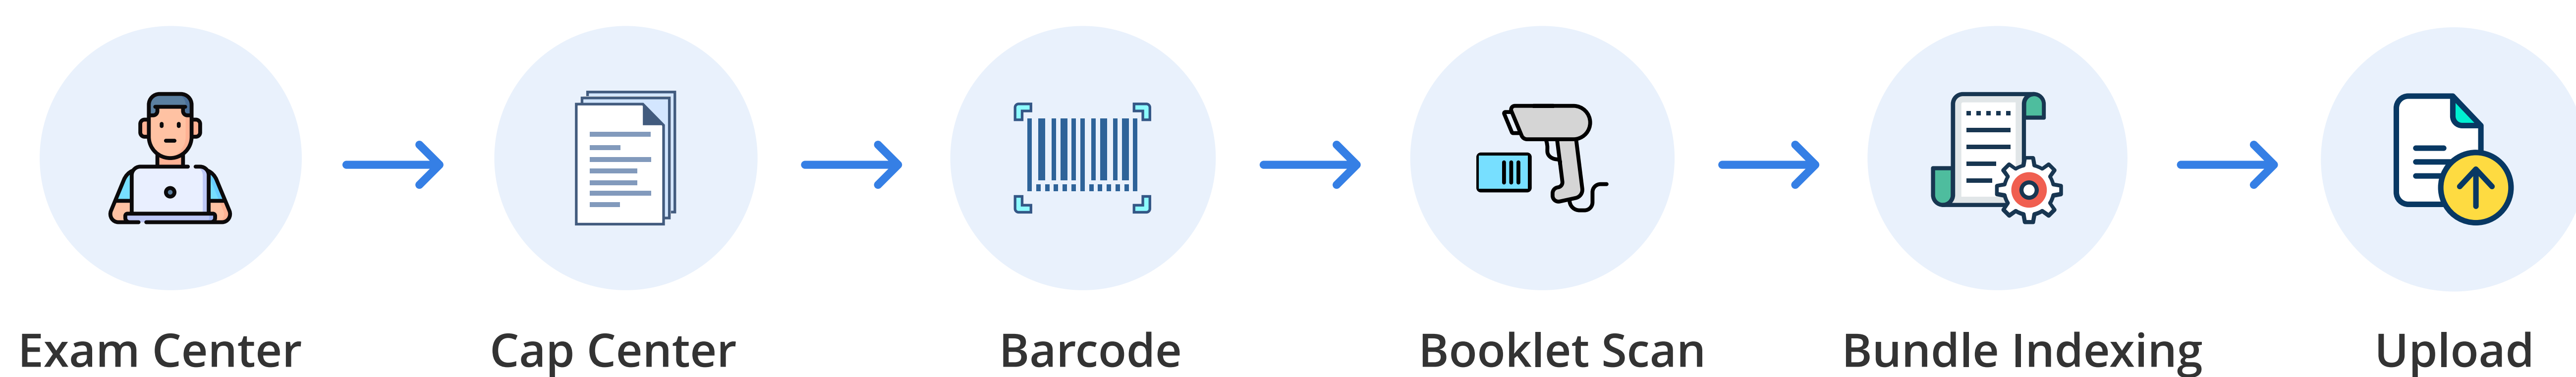 Exam Center
Cap Center
Barcode
Booklet Scan
Bundle Indexing
Upload